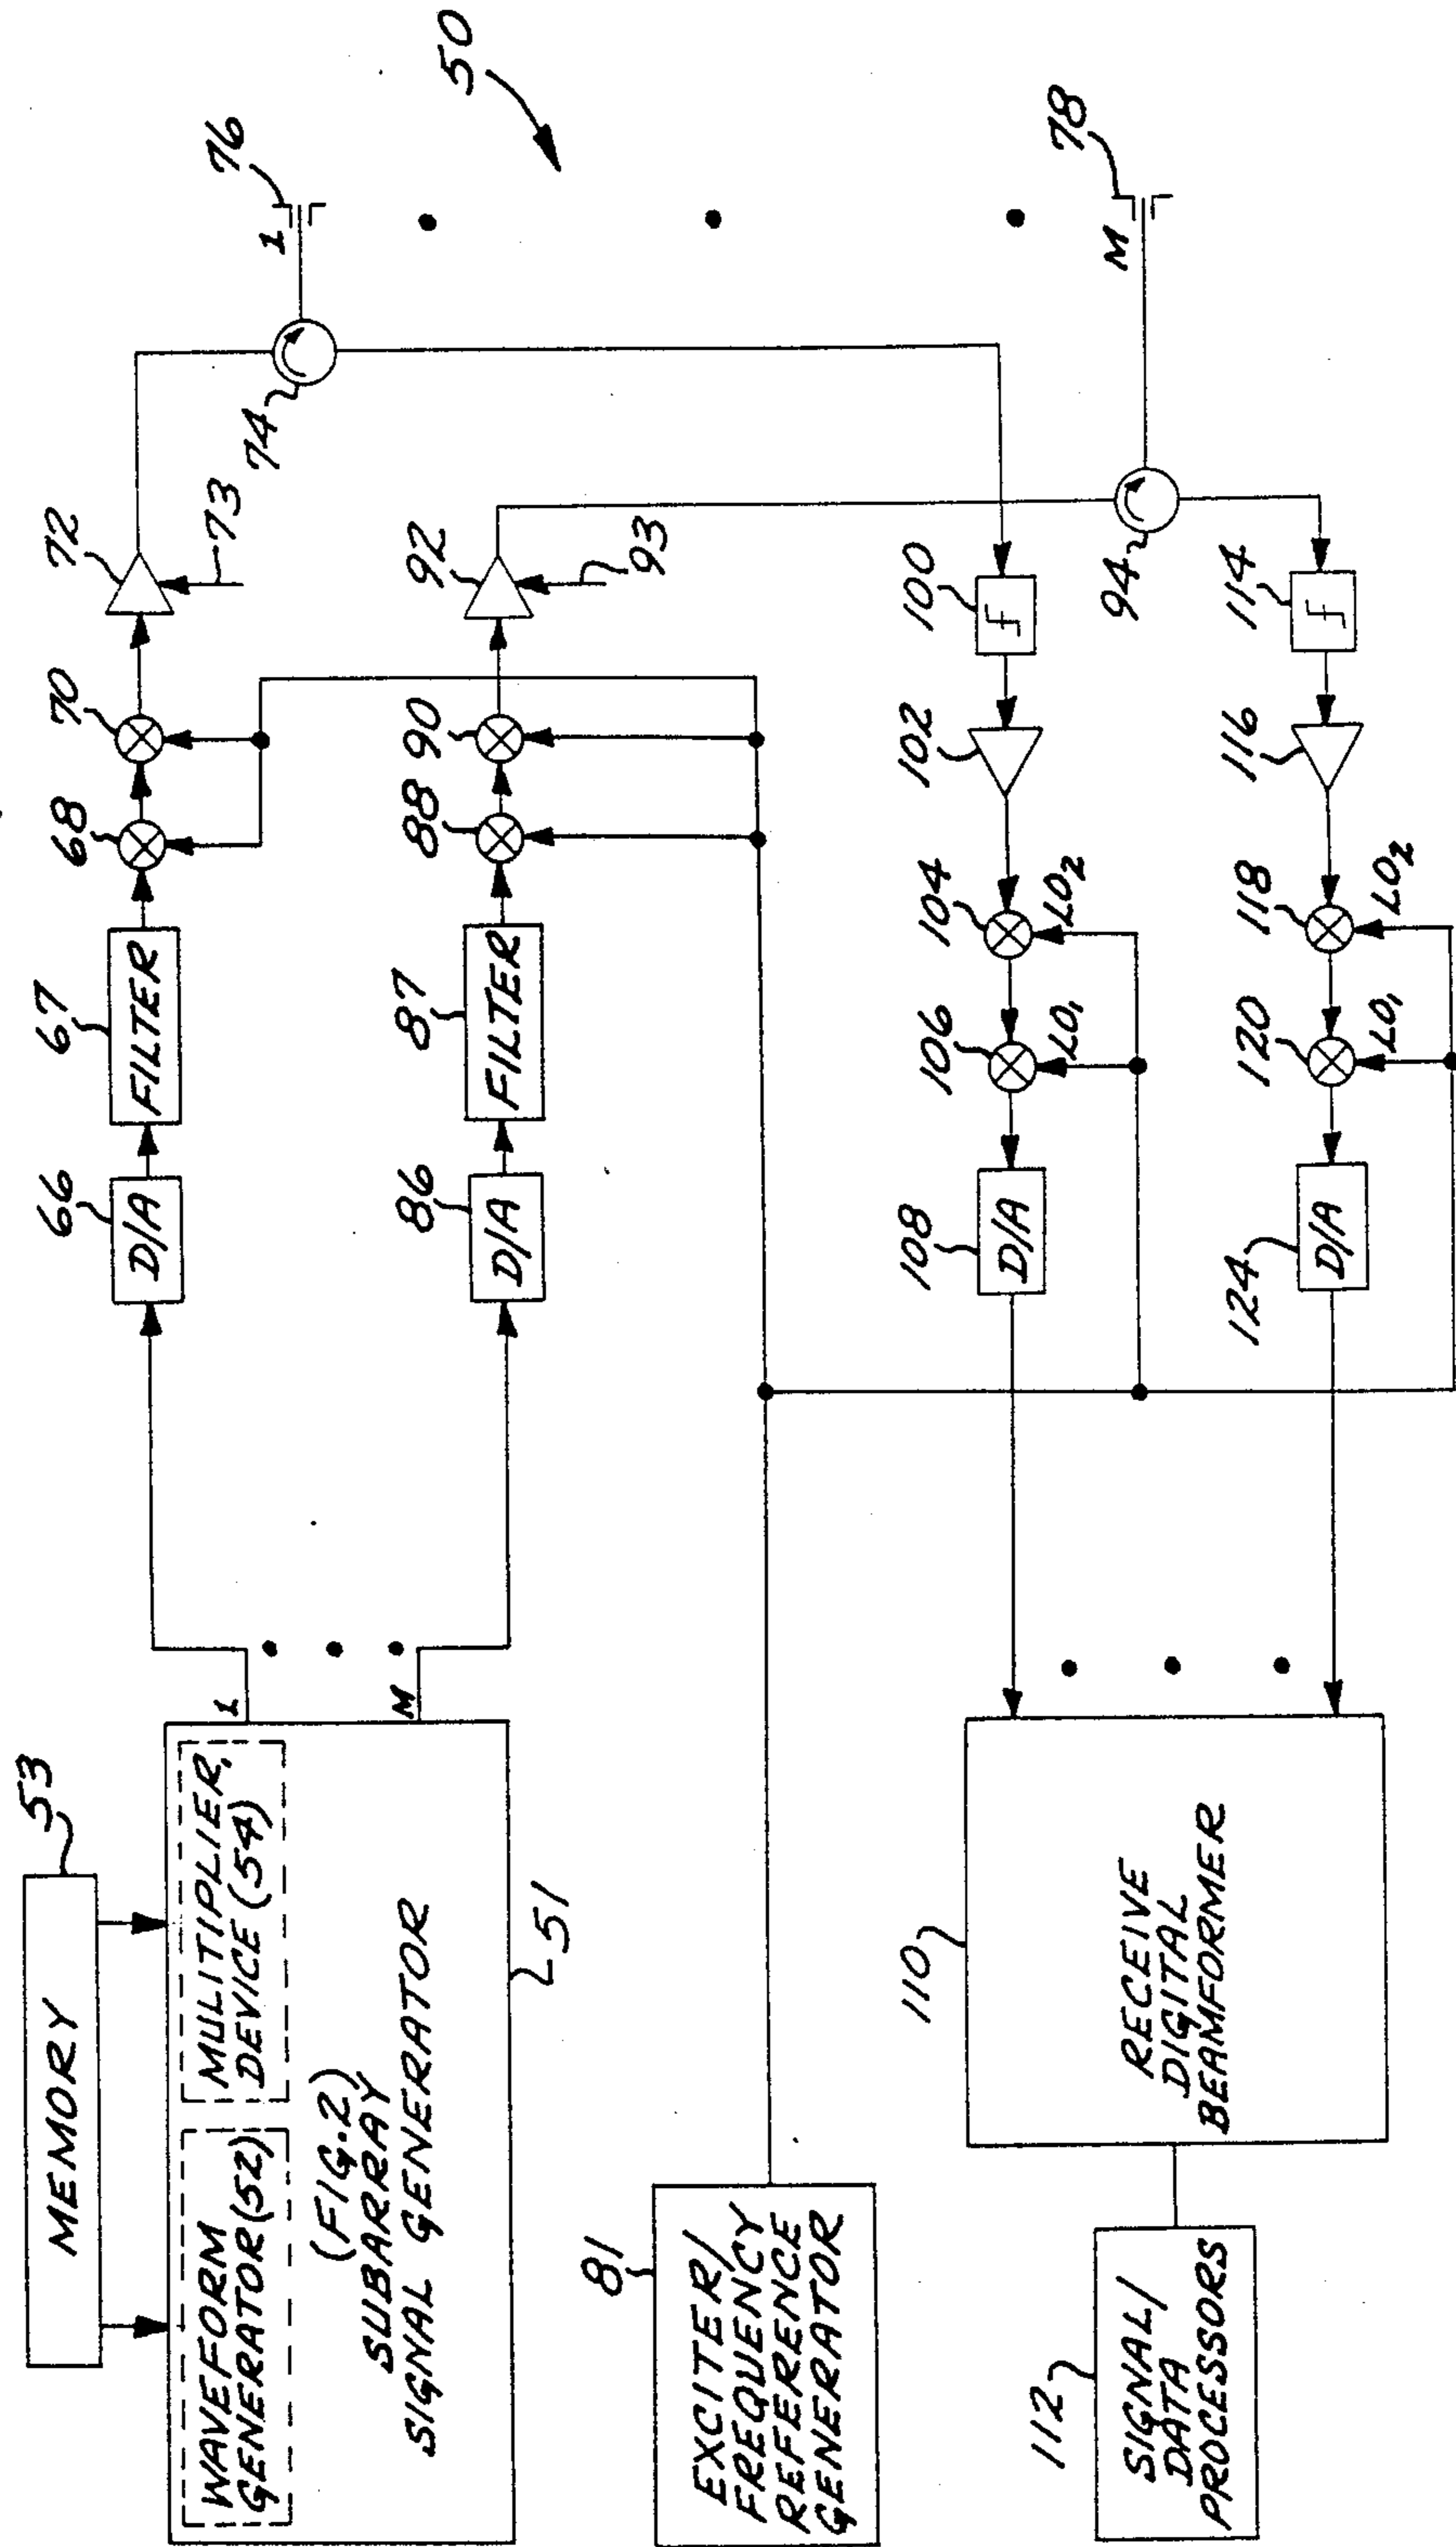 50
MEMORY
53
WAVEFORM
GENERATOR (52)
MULITIPLIER,
DEVICE (54)
(FIG.2)
SUBARRAY
SIGNAL GENERATOR
51
1
M
66
D/A
67
FILTER
68
70
72
73
74
1
76
86
D/A
87
FILTER
88
90
92
93
94
M
78
81
EXCITER/
FREQUENCY
REFERENCE
GENERATOR
100
102
104
LO2
106
LO1
108
D/A
114
116
118
LO2
120
LO1
124
D/A
110
RECEIVE
DIGITAL
BEAMFORMER
112
SIGNAL/
DATA
PROCESSORS